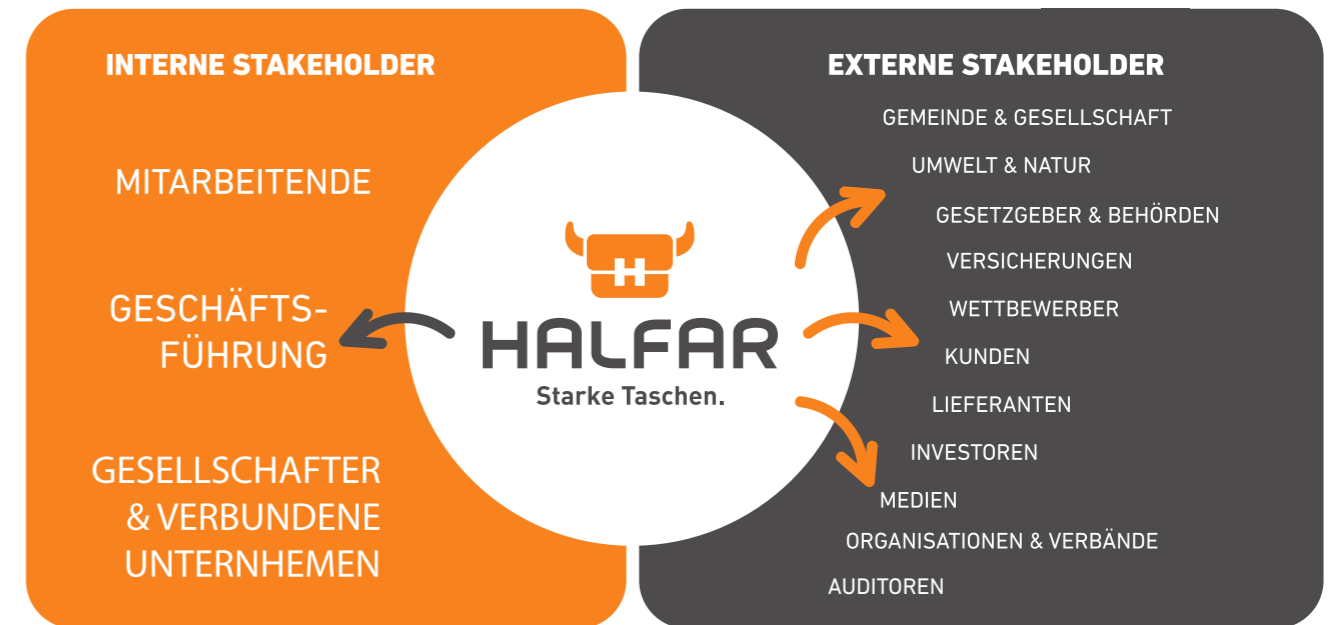 INTERNE STAKEHOLDER
MITARBEITENDE
GESCHÄFTS-
FÜHRUNG
GESELLSCHAFTER
& VERBUNDENE
UNTERNHEMEN
H
HALFAR
Starke Taschen.
EXTERNE STAKEHOLDER
GEMEINDE & GESELLSCHAFT
UMWELT & NATUR
GESETZGEBER & BEHÖRDEN
VERSICHERUNGEN
WETTBEWERBER
KUNDEN
LIEFERANTEN
INVESTOREN
MEDIEN
ORGANISATIONEN & VERBÄNDE
AUDITOREN